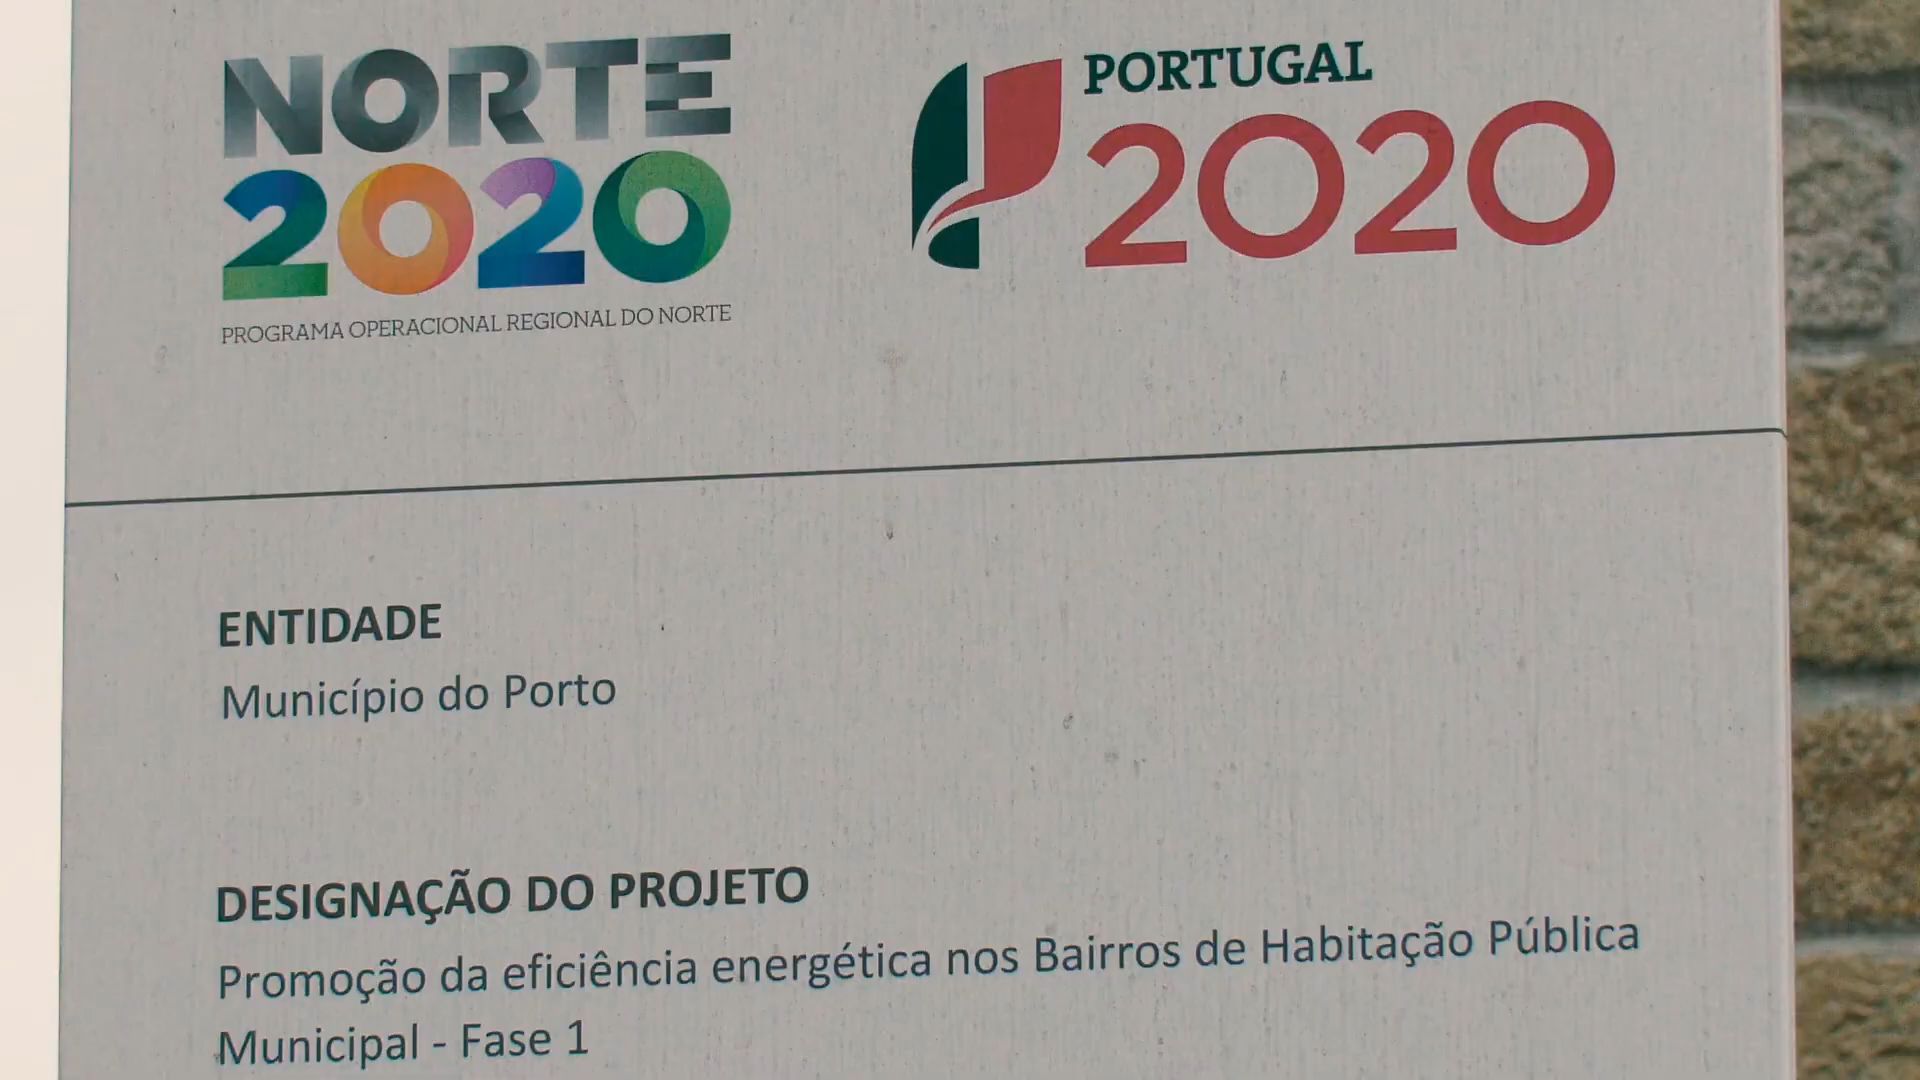 NORTE
2020
PROGRAMA OPERACIONAL REGIONAL DO NORTE
PORTUGAL
2020
ENTIDADE
Município do Porto
DESIGNAÇÃO DO PROJETO
Promoção da eficiência energética nos Bairros de Habitação Pública
Municipal - Fase 1